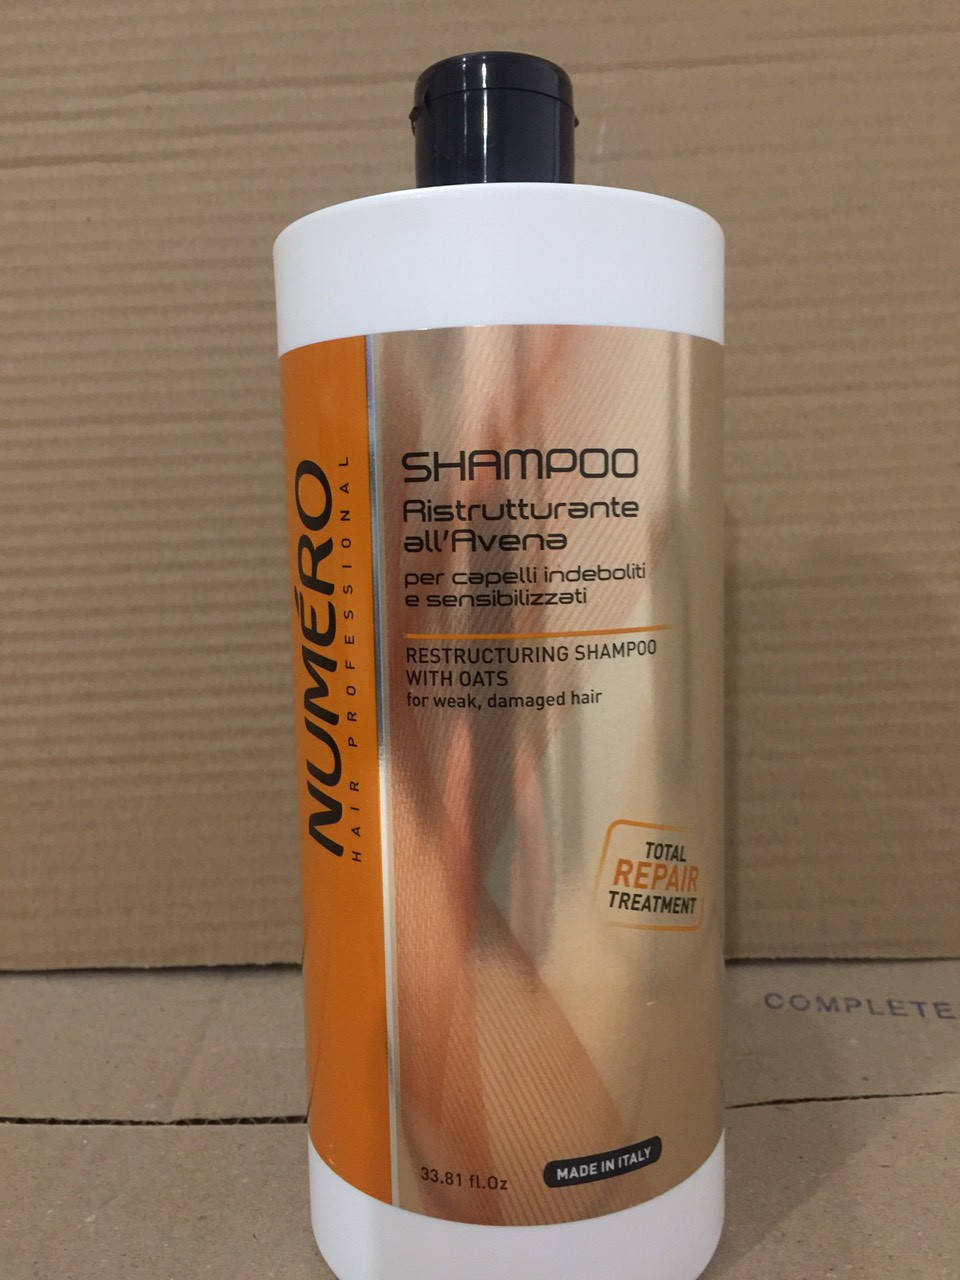 NUMÉRO
HAIR PROFESSIONAL
SHAMPOO
Ristrutturante
all'Avena
per capelli indeboliti
e sensibilizzati
RESTRUCTURING SHAMPOO
WITH OATS
for weak, damaged hair
TOTAL
REPAIR
TREATMENT
33.81 fl.Oz
MADE IN ITALY
COMPLETE